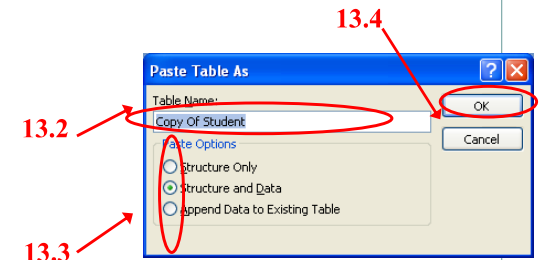 13.4
Paste Table As
Table Name:
OK
13.2
Copy Of Student
Cancel
Paste Options
Structure Only
Structure and Data
Append Data to Existing Table
13.3